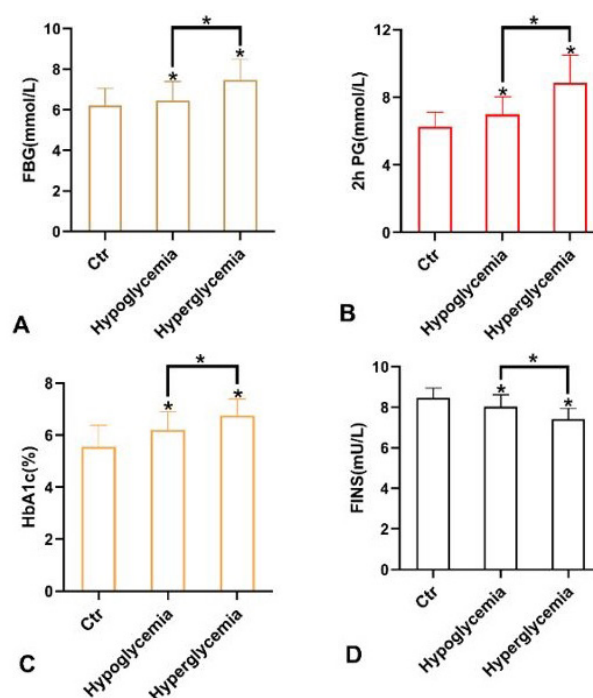 *
FBG(mmol/L)
10
8
6
4
2
0
*
*
Ctr
Hypoglycemia
Hyperglycemia
A
*
2h PG(mmol/L)
12
8
4
0
*
*
Ctr
Hypoglycemia
Hyperglycemia
B
*
HbA1c(%)
8
6
4
2
0
*
*
Ctr
Hypoglycemia
Hyperglycemia
C
*
FINS(mU/L)
10
8
6
4
2
0
*
*
Ctr
Hypoglycemia
Hyperglycemia
D